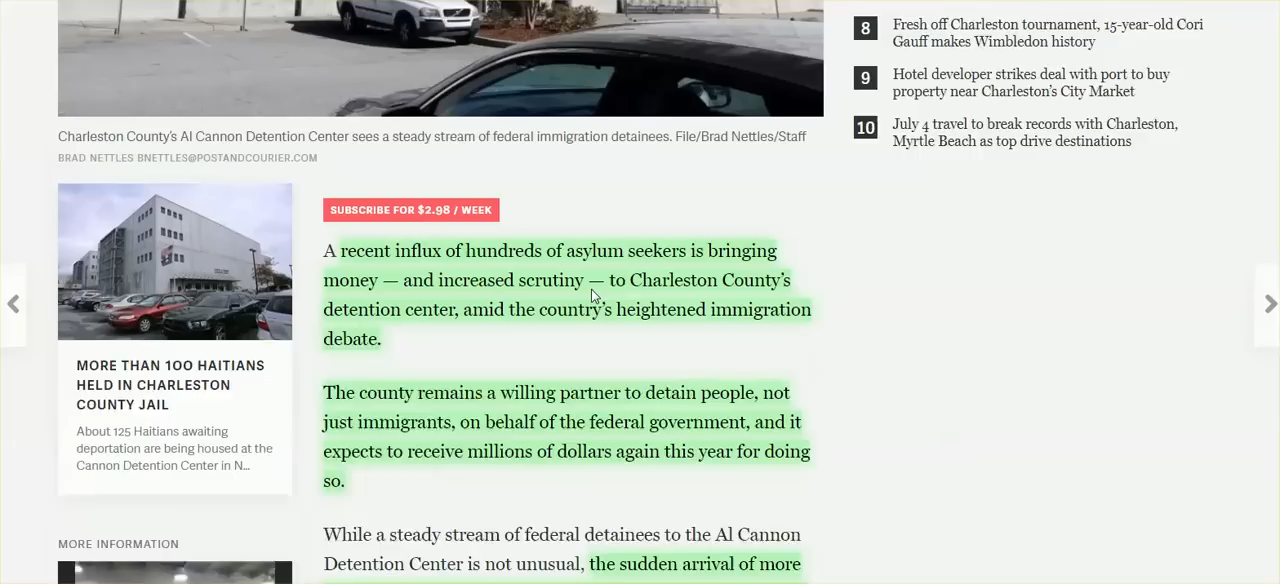 Charleston County's Al Cannon Detention Center sees a steady stream of federal immigration detainees. File/Brad Nettles/Staff
BRAD NETTLES BNETTLES@POSTANDCOURIER.COM
MORE THAN 100 HAITIANS
HELD IN CHARLESTON
COUNTY JAIL
About 125 Haitians awaiting
deportation are being housed at the
Cannon Detention Center in N...
MORE INFORMATION
SUBSCRIBE FOR $2.98 / WEEK
A recent influx of hundreds of asylum seekers is bringing
money — and increased scrutiny — to Charleston County's
detention center, amid the country's heightened immigration
debate.
The county remains a willing partner to detain people, not
just immigrants, on behalf of the federal government, and it
expects to receive millions of dollars again this year for doing
so.
While a steady stream of federal detainees to the Al Cannon
Detention Center is not unusual, the sudden arrival of more
8 Fresh off Charleston tournament, 15-year-old Cori
Gauff makes Wimbledon history
9 Hotel developer strikes deal with port to buy
property near Charleston's City Market
10 July 4 travel to break records with Charleston,
Myrtle Beach as top drive destinations